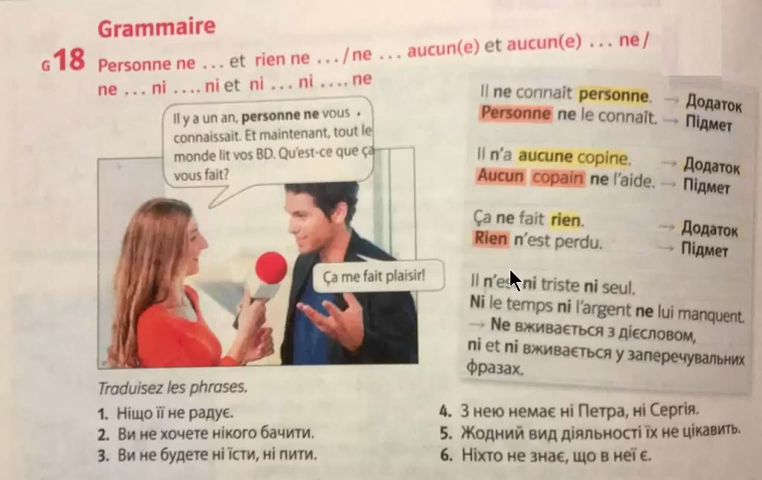 Grammaire
G18 Personne ne ... et rien ne .../ ne ... aucun(e) et aucun(e) ... ne /
ne ... ni .... ni et ni ... ni .... ne
Il y a un an, personne ne vous
connaissait. Et maintenant, tout le
monde lit vos BD. Qu'est-ce que ça
vous fait?
Ça me fait plaisir!
Il ne connaît personne. → Додаток
Personne ne le connaît. → Підмет
Il n'a aucune copine. → Додаток
Aucun copain ne l'aide. → Підмет
Ça ne fait rien. → Додаток
Rien n'est perdu. → Підмет
Il ni triste ni seul.
Ni le temps ni l'argent ne lui manquent.
→ Ne вживається з дієсловом,
ni et ni вживається у заперечувальних
фразах.
Traduisez les phrases.
1. Ніщо її не радує.
2. Ви не хочете нікого бачити.
3. Ви не будете ні їсти, ні пити.
4. З нею немає ні Петра, ні Сергія.
5. Жодний вид діяльності їх не цікавить.
6. Ніхто не знає, що в неї є.